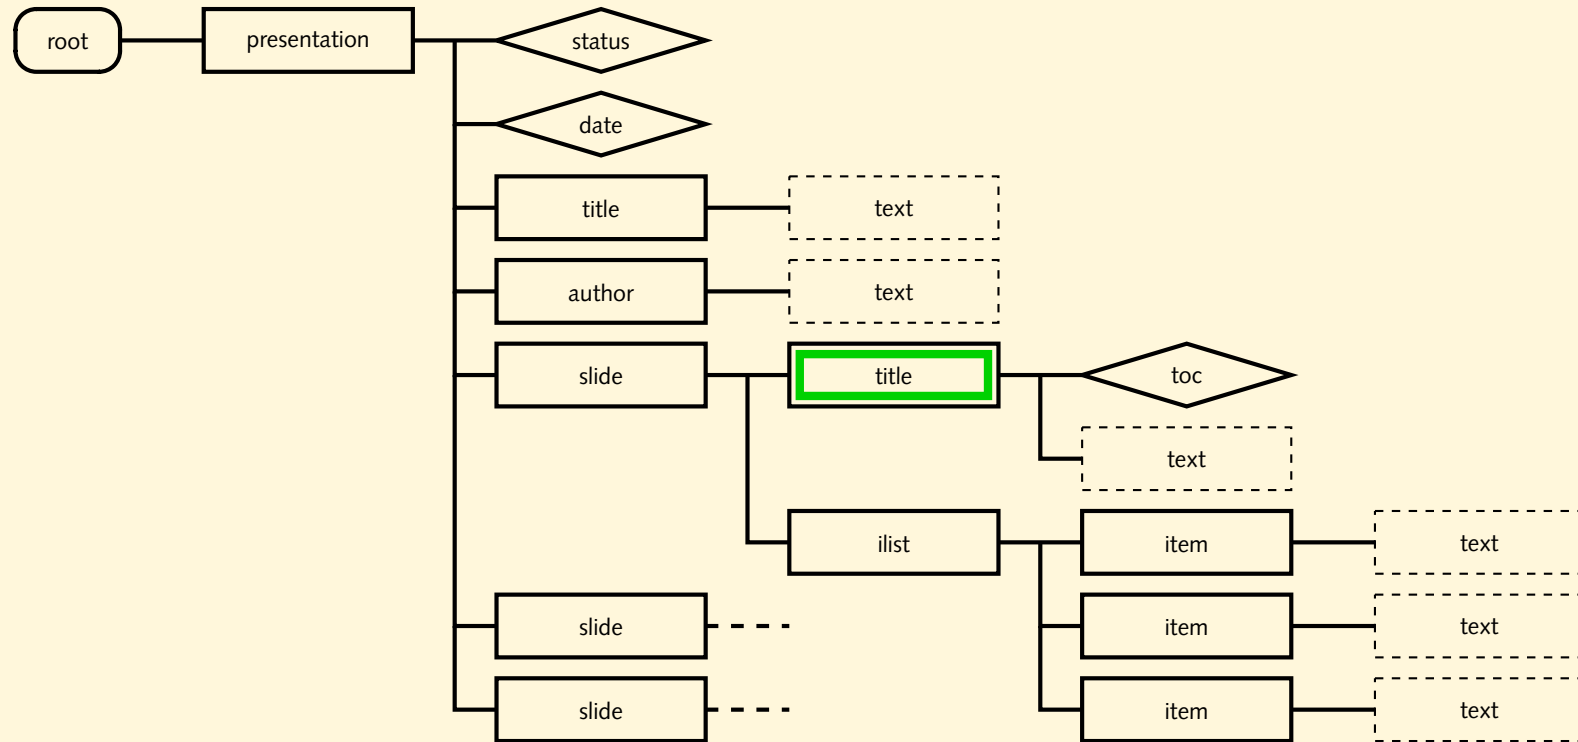 root presentation status
date
title text
author text
slide title toc
text
ilist item text
slide item text
slide item text